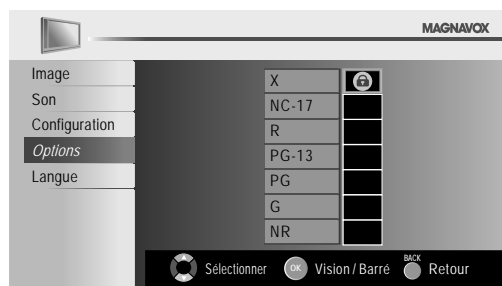 MAGNAVOX
Image
Son
Configuration
Options
Langue
X
NC-17
R
PG-13
PG
G
NR
Sélectionner OK Vision / Barré BACK Retour